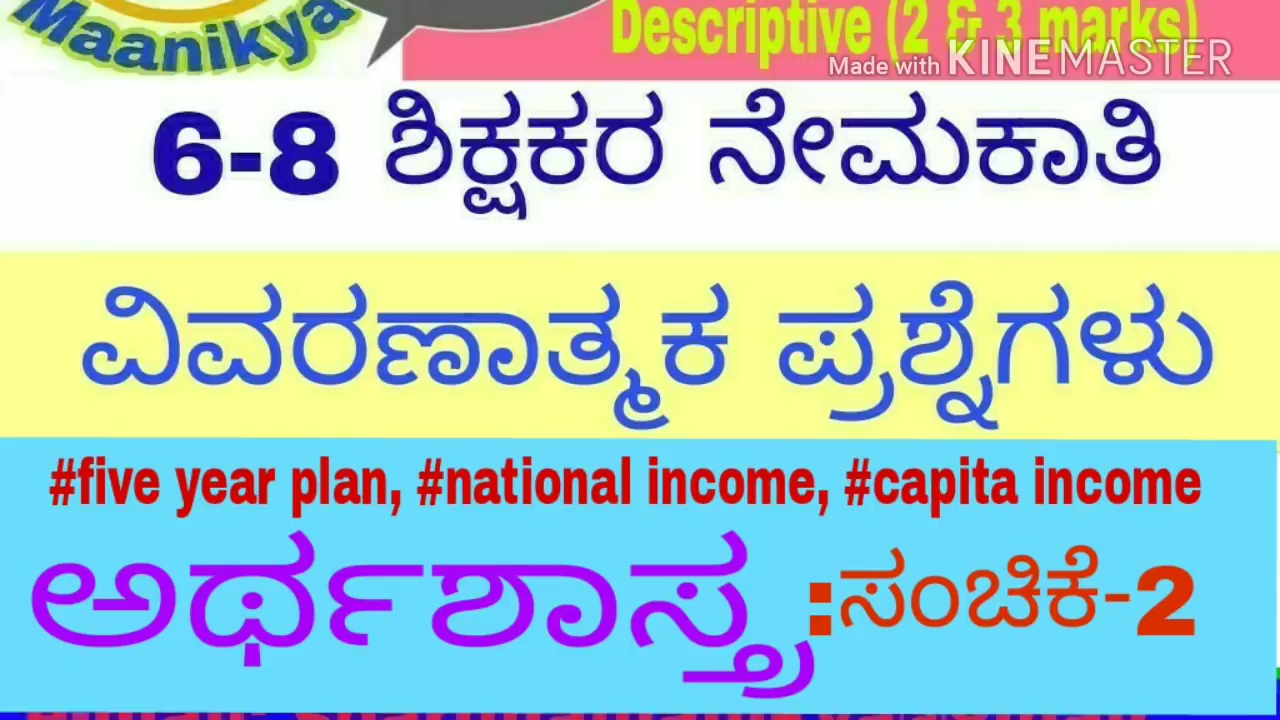 Maanikya
Descriptive (2 & 3 marks)
Made with KINEMASTER
6-8 ಶಿಕ್ಷಕರ ನೇಮಕಾತಿ
ವಿವರಣಾತ್ಮಕ ಪ್ರಶ್ನೆಗಳು
#five year plan, #national income, #capita income
ಅರ್ಥಶಾಸ್ತ್ರ:ಸಂಚಿಕೆ-2